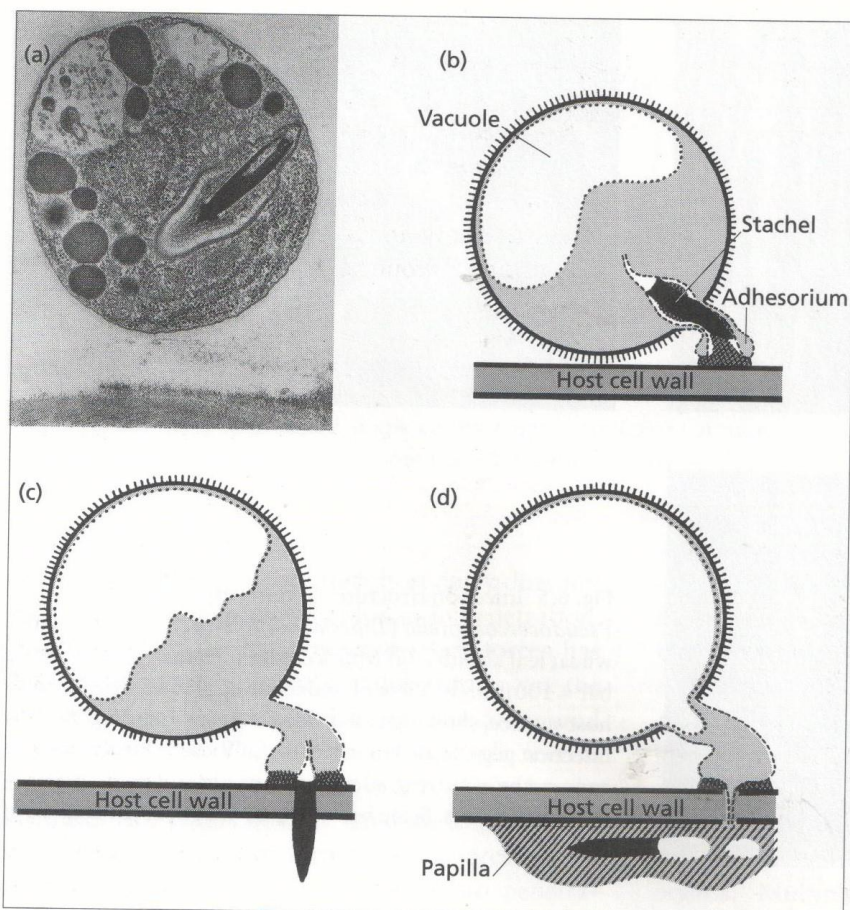 (a)
(b)
Vacuole
Stachel
Adhesorium
Host cell wall
(c)
(d)
Host cell wall
Host cell wall
Papilla